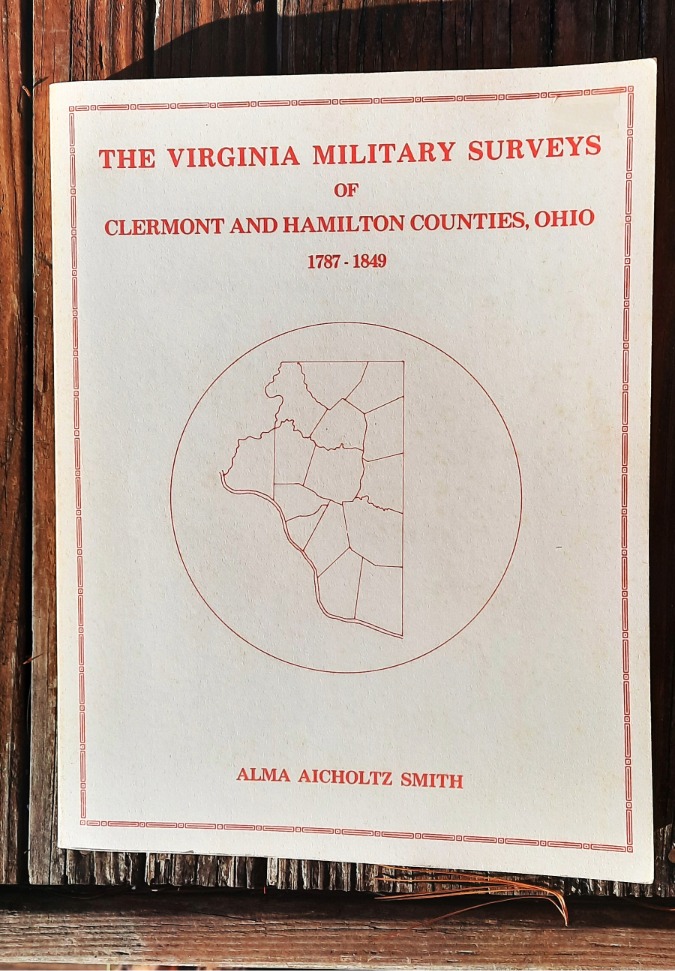 THE VIRGINIA MILITARY SURVEYS
OF
CLERMONT AND HAMILTON COUNTIES, OHIO
1787 - 1849
ALMA AICHOLTZ SMITH